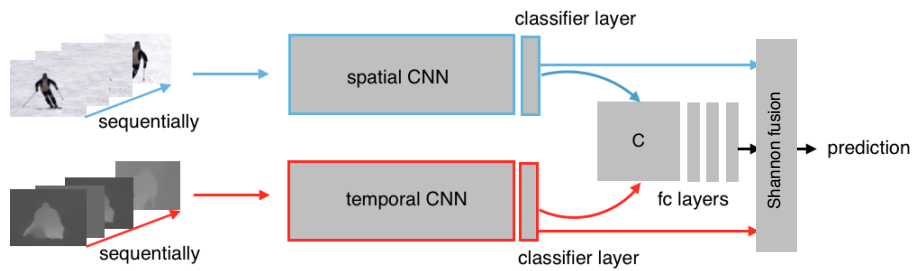 classifier layer
spatial CNN
sequentially
C
Shannon fusion
prediction
temporal CNN
fc layers
sequentially
classifier layer